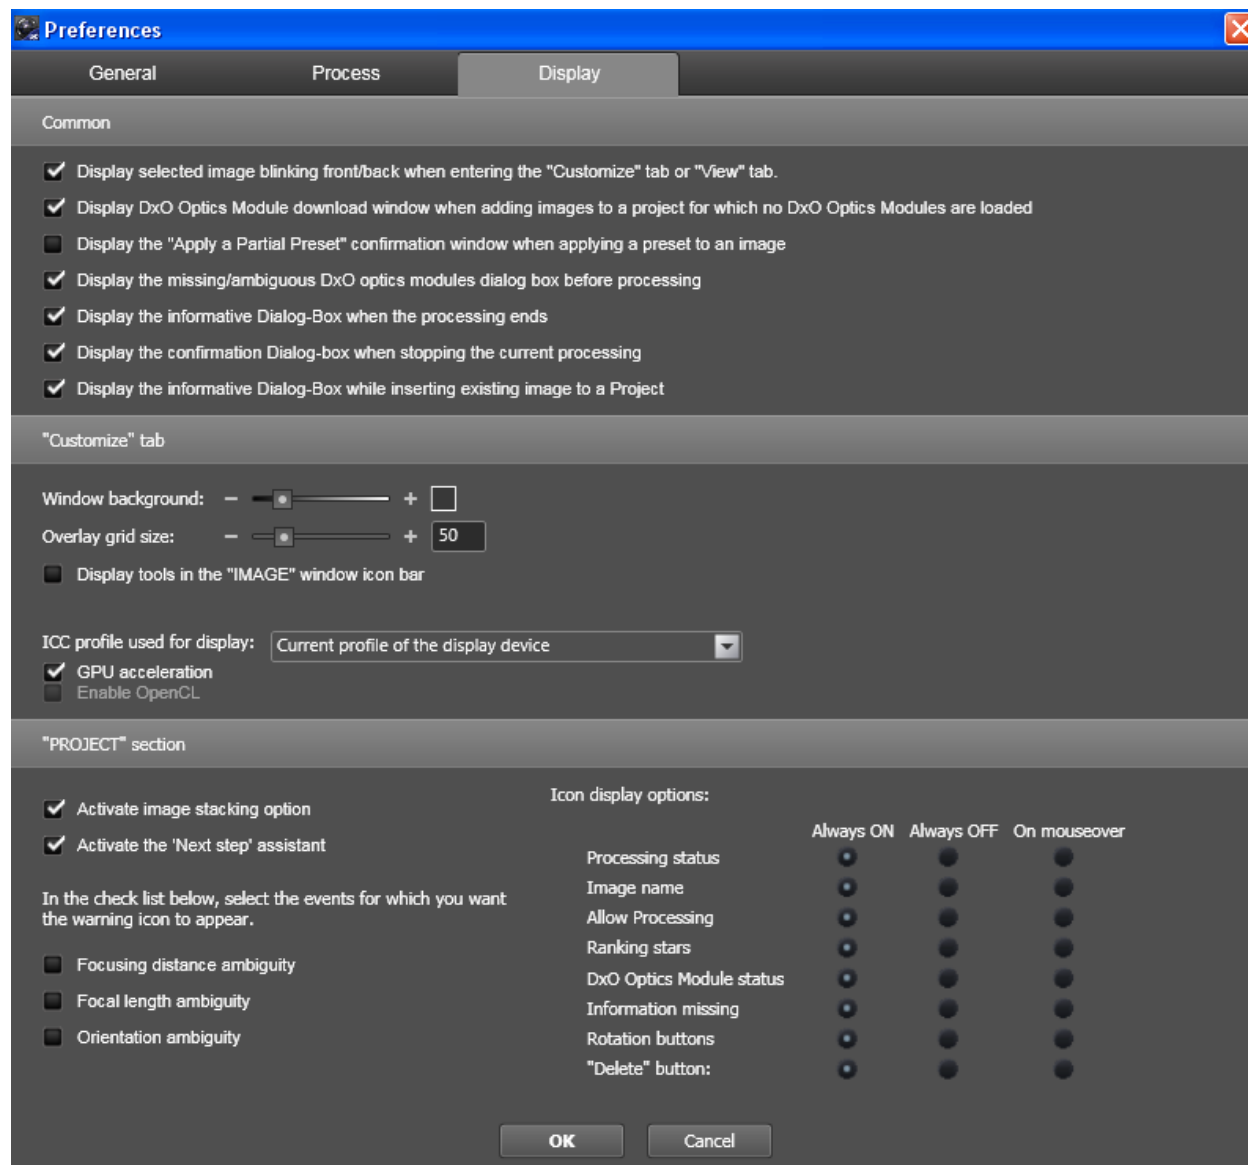 Preferences
General Process Display
Common
Display selected image blinking front/back when entering the "Customize" tab or "View" tab.
Display DxO Optics Module download window when adding images to a project for which no DxO Optics Modules are loaded
Display the "Apply a Partial Preset" confirmation window when applying a preset to an image
Display the missing/ambiguous DxO optics modules dialog box before processing
Display the informative Dialog-Box when the processing ends
Display the confirmation Dialog-box when stopping the current processing
Display the informative Dialog-Box while inserting existing image to a Project
"Customize" tab
Window background: − +
Overlay grid size: − + 50
Display tools in the "IMAGE" window icon bar
ICC profile used for display: Current profile of the display device
GPU acceleration
Enable OpenCL
"PROJECT" section
Activate image stacking option
Activate the 'Next step' assistant
In the check list below, select the events for which you want
the warning icon to appear.
Focusing distance ambiguity
Focal length ambiguity
Orientation ambiguity
Icon display options:
Always ON Always OFF On mouseover
Processing status
Image name
Allow Processing
Ranking stars
DxO Optics Module status
Information missing
Rotation buttons
"Delete" button:
OK Cancel